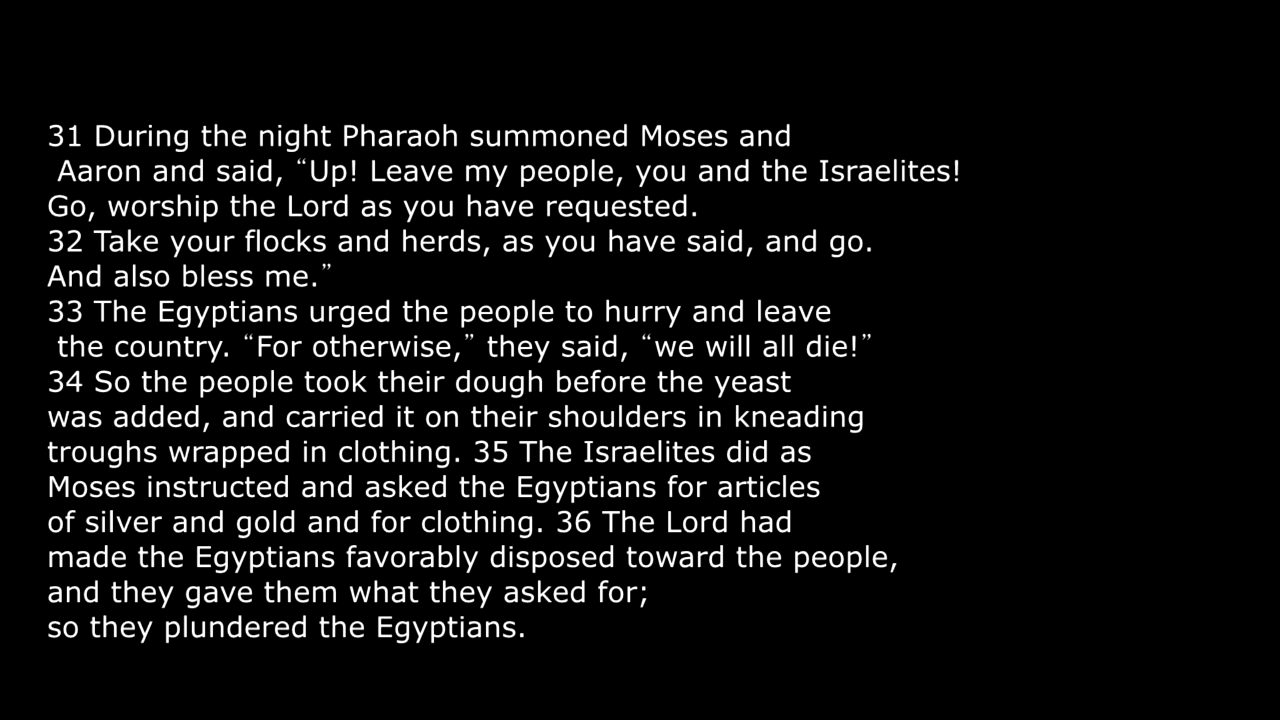 31 During the night Pharaoh summoned Moses and
Aaron and said, “Up! Leave my people, you and the Israelites!
Go, worship the Lord as you have requested.
32 Take your flocks and herds, as you have said, and go.
And also bless me.”
33 The Egyptians urged the people to hurry and leave
the country. “For otherwise,” they said, “we will all die!”
34 So the people took their dough before the yeast
was added, and carried it on their shoulders in kneading
troughs wrapped in clothing. 35 The Israelites did as
Moses instructed and asked the Egyptians for articles
of silver and gold and for clothing. 36 The Lord had
made the Egyptians favorably disposed toward the people,
and they gave them what they asked for;
so they plundered the Egyptians.